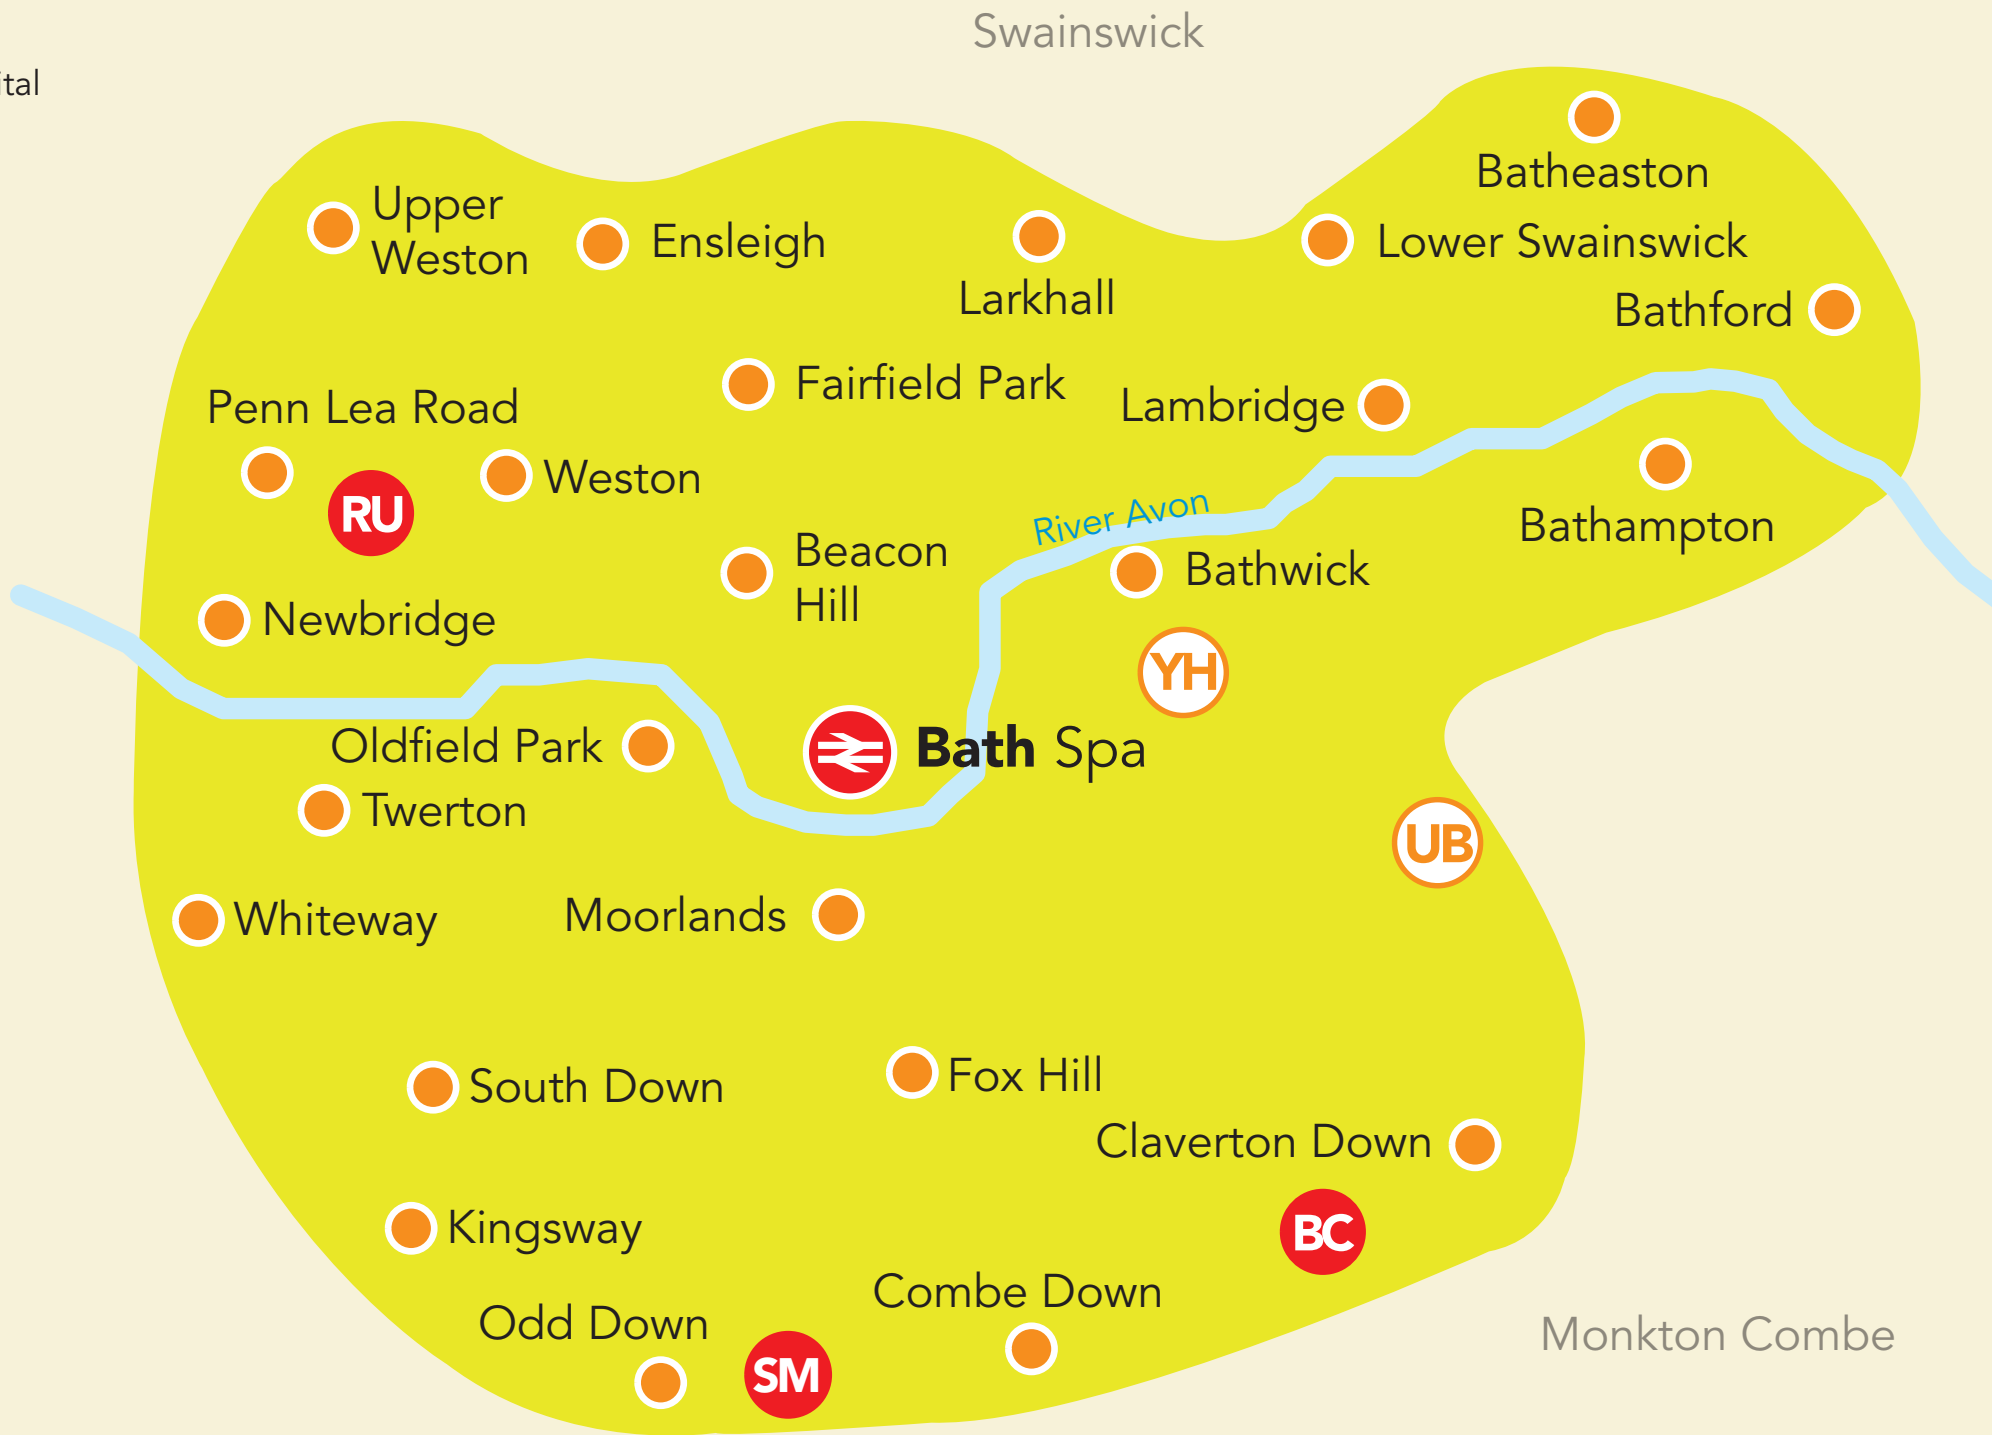 Swainswick
ital
Batheaston
Upper
Weston
Ensleigh
Larkhall
Lower Swainswick
Bathford
Fairfield Park
Lambridge
Penn Lea Road
Weston
RU
River Avon
Bathampton
Beacon
Hill
Bathwick
Newbridge
YH
Oldfield Park
Bath Spa
Twerton
UB
Whiteway
Moorlands
South Down
Fox Hill
Claverton Down
Kingsway
BC
Combe Down
Odd Down
Monkton Combe
SM